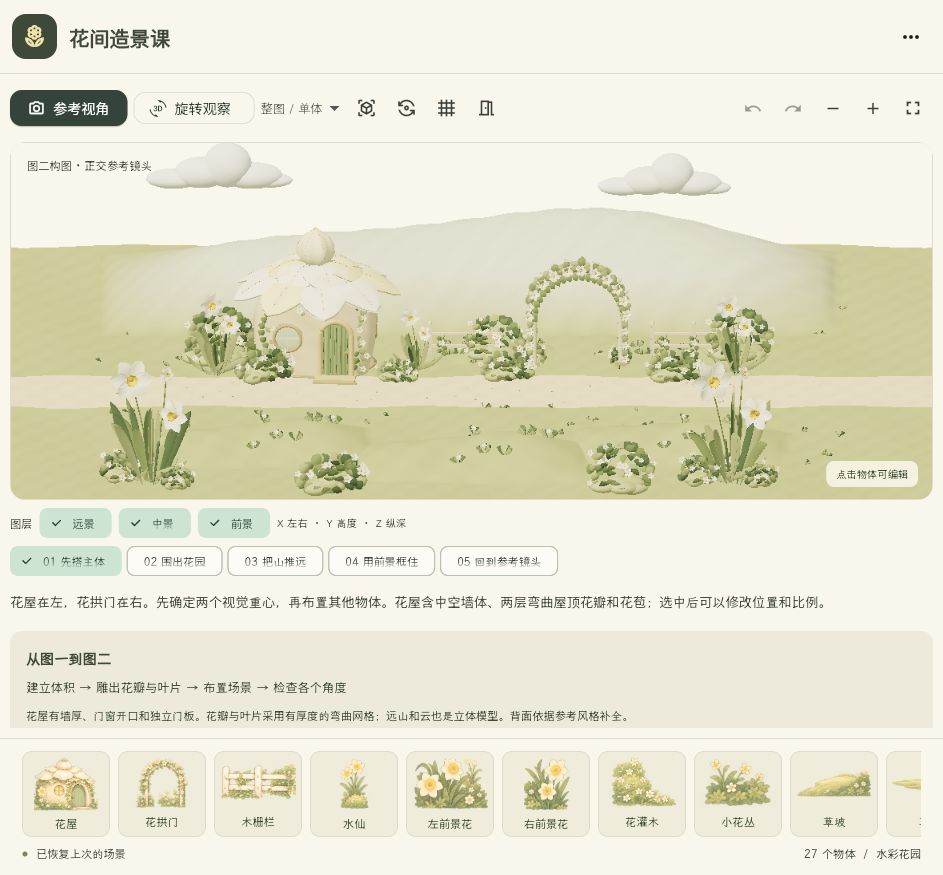 花间造景课
参考视角
3D 旋转观察
整图 / 单体
图二构图 · 正交参考镜头
点击物体可编辑
图层 远景 中景 前景 X 左右 · Y 高度 · Z 纵深
01 先搭主体 02 围出花园 03 把山推远 04 用前景框住 05 回到参考镜头
花屋在左，花拱门在右。先确定两个视觉重心，再布置其他物体。花屋含中空墙体、两层弯曲屋顶花瓣和花苞；选中后可以修改位置和比例。
从图一到图二
建立体积 → 雕出花瓣与叶片 → 布置场景 → 检查各个角度
花屋有墙厚、门窗开口和独立门板。花瓣与叶片采用有厚度的弯曲网格；远山和云也是立体模型。背面依据参考风格补全。
花屋 花拱门 木栅栏 水仙 左前景花 右前景花 花灌木 小花丛 草坡
已恢复上次的场景
27 个物体 / 水彩花园